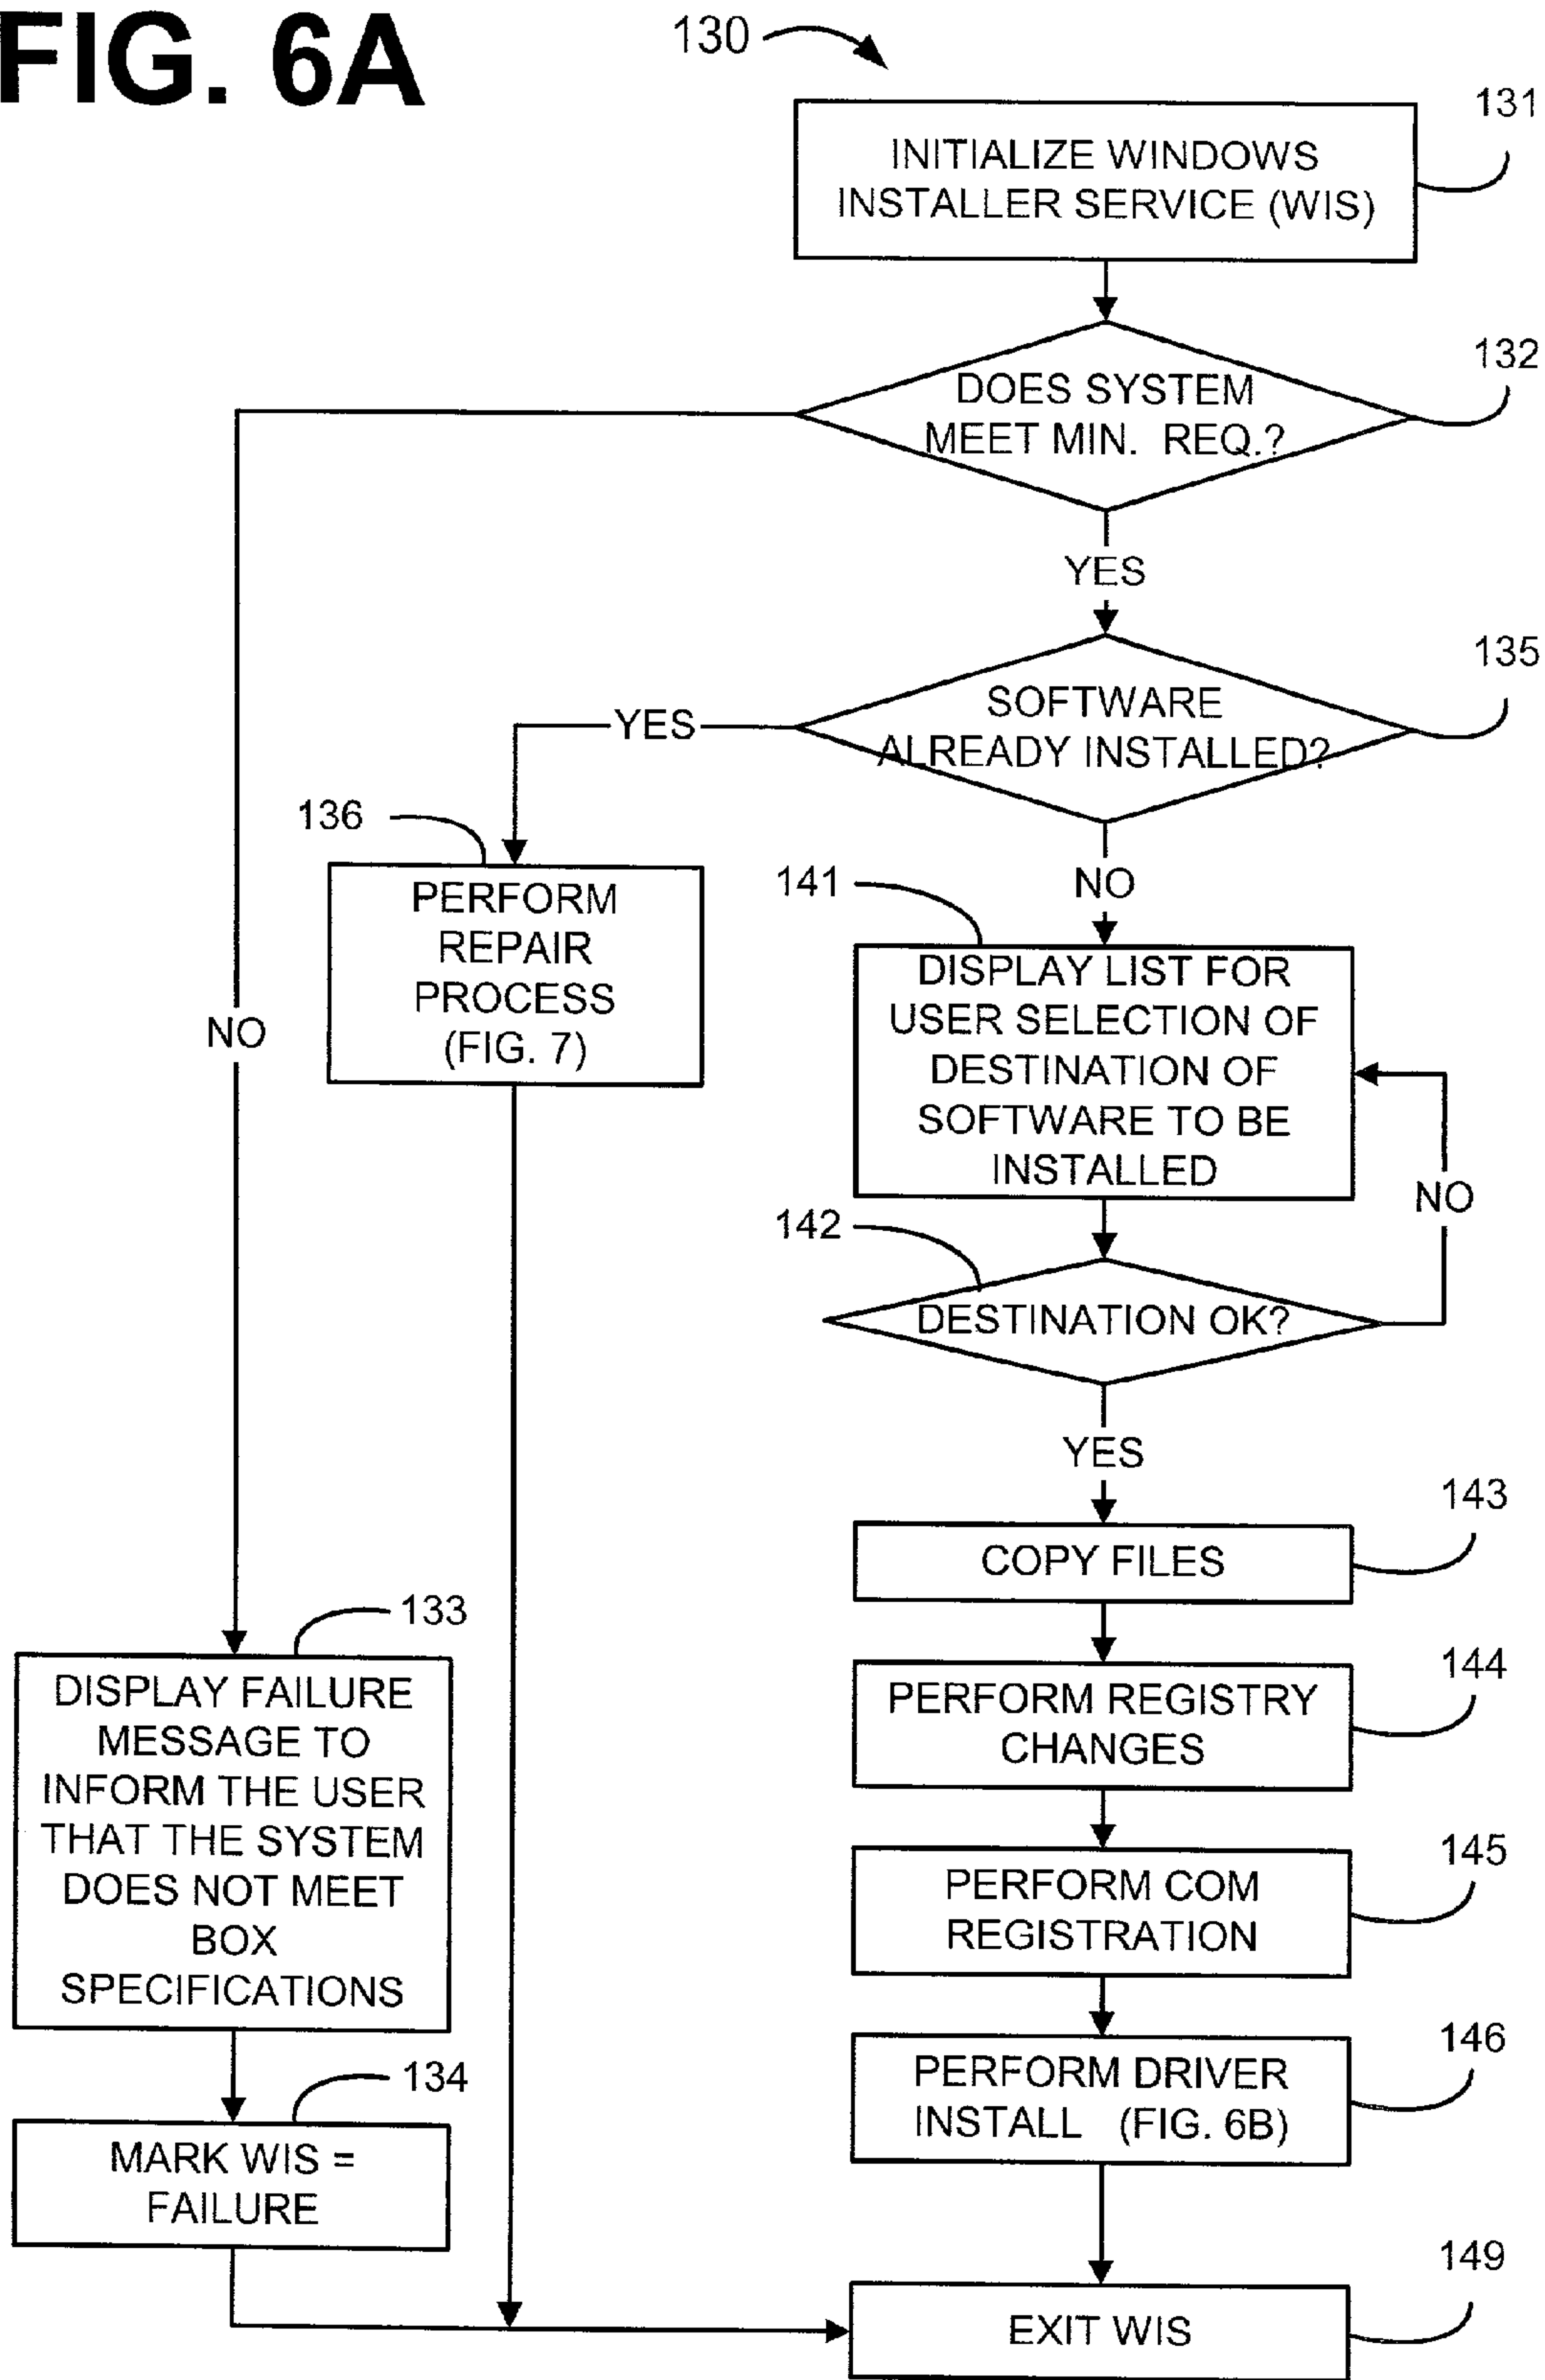 FIG. 6A
130
131
INITIALIZE WINDOWS
INSTALLER SERVICE (WIS)
132
DOES SYSTEM
MEET MIN. REQ.?
YES
135
SOFTWARE
ALREADY INSTALLED?
YES
136
PERFORM
REPAIR
PROCESS
(FIG. 7)
NO
141
DISPLAY LIST FOR
USER SELECTION OF
DESTINATION OF
SOFTWARE TO BE
INSTALLED
NO
NO
142
DESTINATION OK?
YES
143
COPY FILES
133
DISPLAY FAILURE
MESSAGE TO
INFORM THE USER
THAT THE SYSTEM
DOES NOT MEET
BOX
SPECIFICATIONS
144
PERFORM REGISTRY
CHANGES
145
PERFORM COM
REGISTRATION
146
PERFORM DRIVER
INSTALL (FIG. 6B)
134
MARK WIS =
FAILURE
149
EXIT WIS